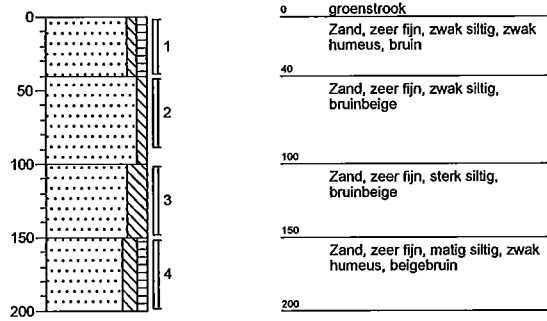 0
50
100
150
200
1
2
3
4
0 groenstrook
Zand, zeer fijn, zwak siltig, zwak
humeus, bruin
40
Zand, zeer fijn, zwak siltig,
bruinbeige
100
Zand, zeer fijn, sterk siltig,
bruinbeige
150
Zand, zeer fijn, matig siltig, zwak
humeus, beigebruin
200